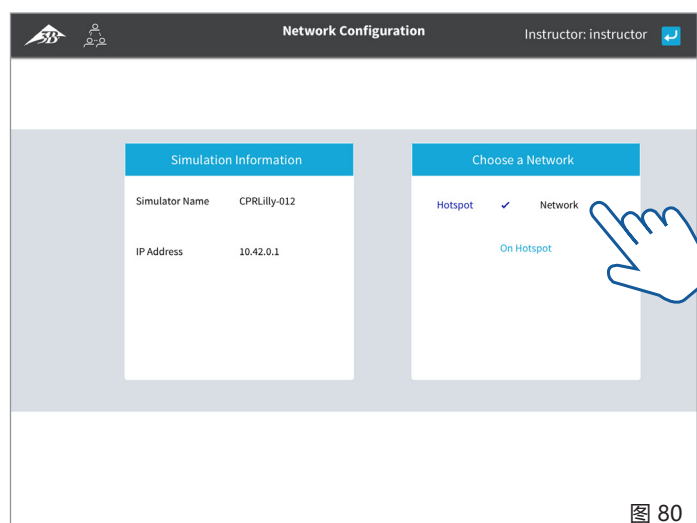 3B
Network Configuration
Instructor: instructor
Simulation Information
Simulator Name CPRLilly-012
IP Address 10.42.0.1
Choose a Network
Hotspot ✓ Network
On Hotspot
图 80